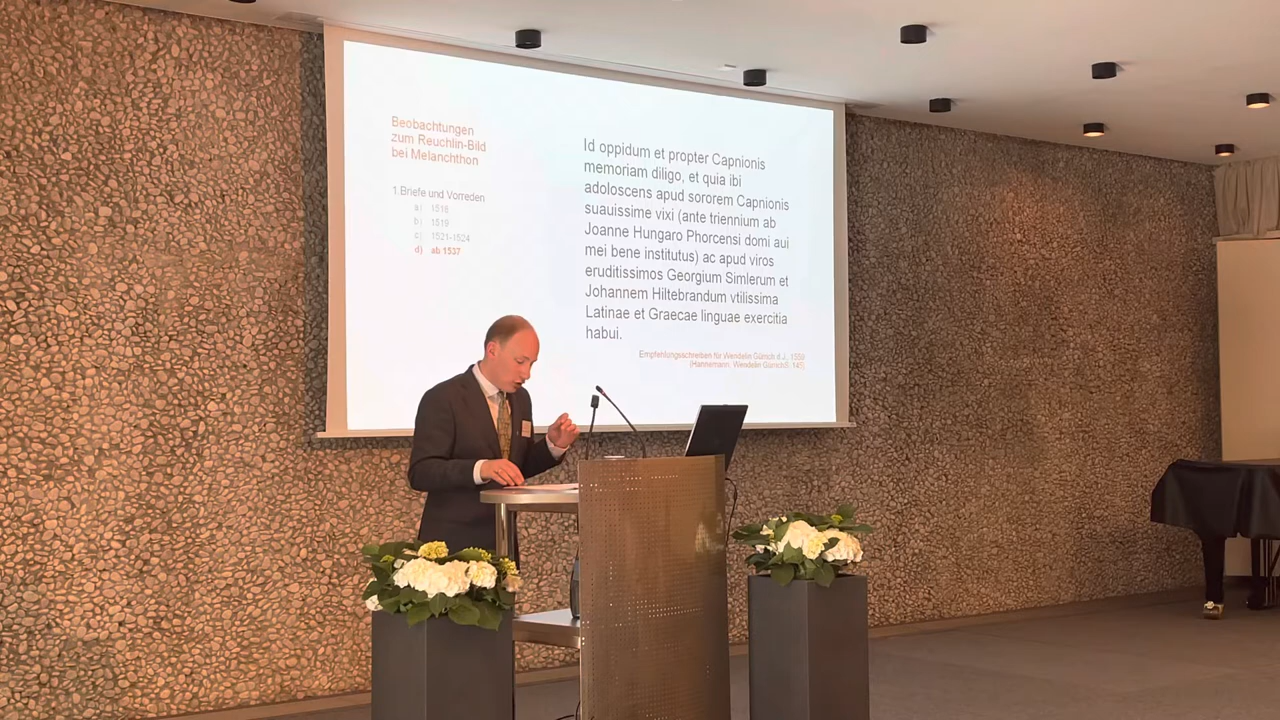 Beobachtungen
zum Reuchlin-Bild
bei Melanchthon
1.Briefe und Vorreden
a) 1518
b) 1519
c) 1521-1524
d) ab 1537
Id oppidum et propter Capnionis
memoriam diligo, et quia ibi
adoloscens apud sororem Capnionis
suauissime vixi (ante triennium ab
Joanne Hungaro Phorcensi domi aui
mei bene institutus) ac apud viros
eruditissimos Georgium Simlerum et
Johannem Hiltebrandum vtilissima
Latinae et Graecae linguae exercitia
habui.
Empfehlungsschreiben für Wendelin Gürrich d.J.,
(Hannemann, Wendelin